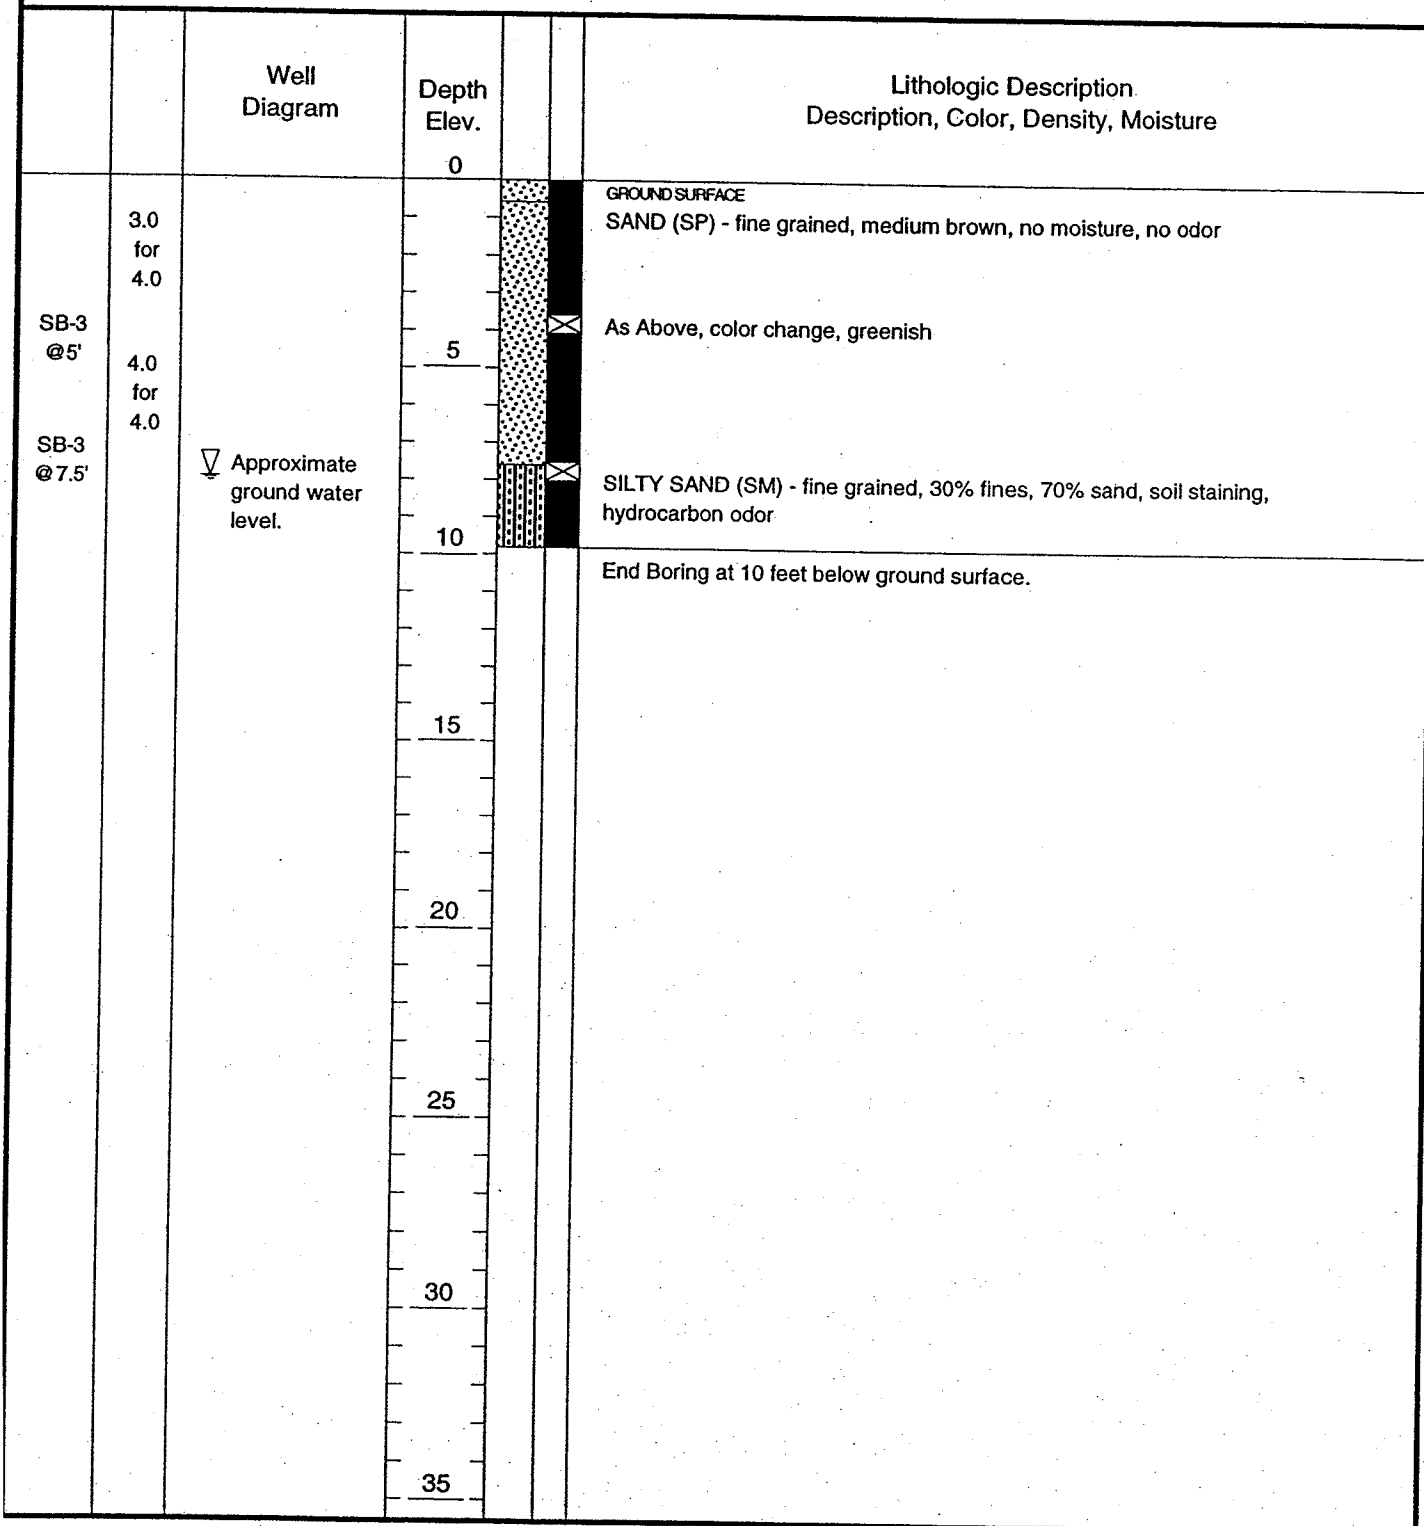 Well
Diagram
Depth
Elev.
0
Lithologic Description
Description, Color, Density, Moisture
GROUND SURFACE
3.0
for
4.0
SAND (SP) - fine grained, medium brown, no moisture, no odor
SB-3
@5'
As Above, color change, greenish
5
4.0
for
4.0
SB-3
@7.5'
Approximate
ground water
level.
SILTY SAND (SM) - fine grained, 30% fines, 70% sand, soil staining,
hydrocarbon odor
10
End Boring at 10 feet below ground surface.
15
20
25
30
35